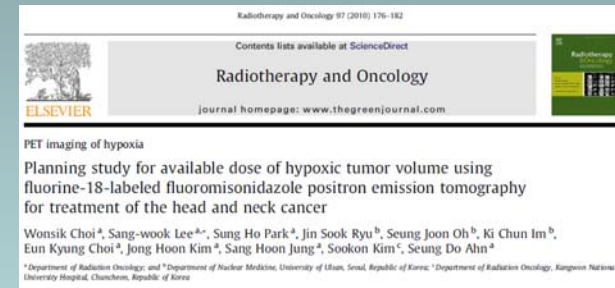 Radiotherapy and Oncology 97 (2010) 176–182
Contents lists available at ScienceDirect
Radiotherapy and Oncology
journal homepage: www.thegreenjournal.com
ELSEVIER
Radiotherapy
PET imaging of hypoxia
Planning study for available dose of hypoxic tumor volume using
fluorine-18-labeled fluoromisonidazole positron emission tomography
for treatment of the head and neck cancer
Wonsik Choi a, Sang-wook Lee a,*, Sung Ho Park a, Jin Sook Ryu b, Seung Joon Oh b, Ki Chun Im b,
Eun Kyung Choi a, Jong Hoon Kim a, Sang Hoon Jung a, Sookon Kim c, Seung Do Ahn a
a Department of Radiation Oncology; and b Department of Nuclear Medicine, University of Ulsan, Seoul, Republic of Korea; c Department of Radiation Oncology, Kangwon National
University Hospital, Chuncheon, Republic of Korea